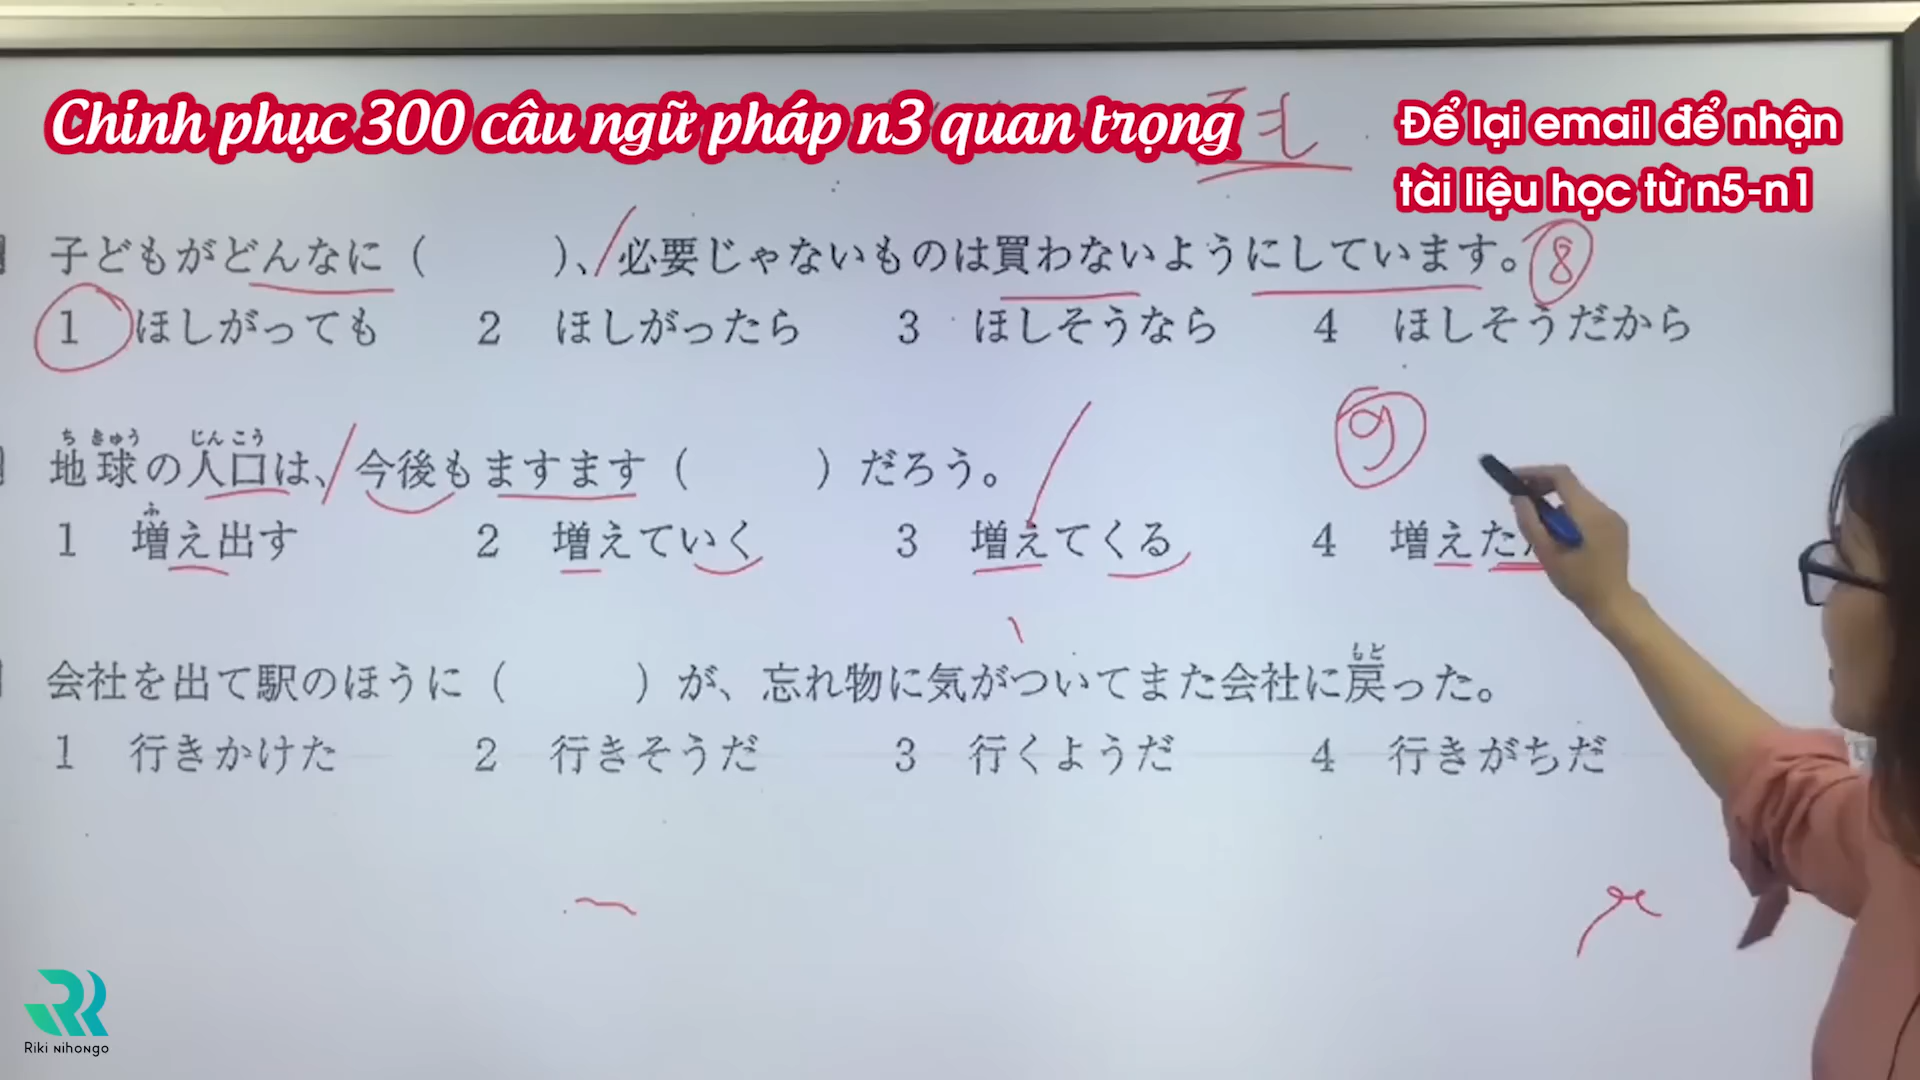 Chinh phục 300 câu ngữ pháp n3 quan trọng
Để lại email để nhận
tài liệu học từ n5-n1
子どもがどんなに（　　　）、必要じゃないものは買わないようにしています。 8
1 ほしがっても 2 ほしがったら 3 ほしそうなら 4 ほしそうだから
ち きゅう じん こう
地球の人口は、今後もますます（　　　）だろう。 9
ふ
1 増え出す 2 増えていく 3 増えてくる 4 増えた
もど
会社を出て駅のほうに（　　　）が、忘れ物に気がついてまた会社に戻った。
1 行きかけた 2 行きそうだ 3 行くようだ 4 行きがちだ
Riki Nihongo